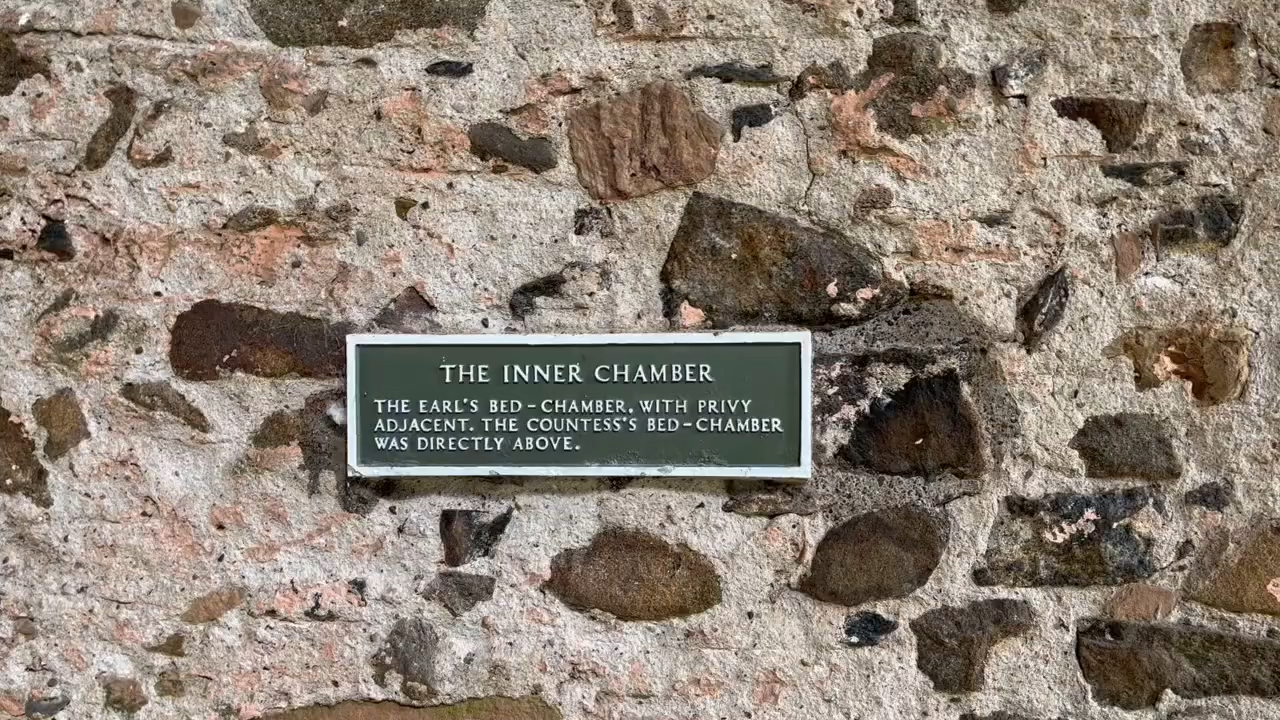 THE INNER CHAMBER
THE EARL'S BED-CHAMBER, WITH PRIVY
ADJACENT. THE COUNTESS'S BED-CHAMBER
WAS DIRECTLY ABOVE.